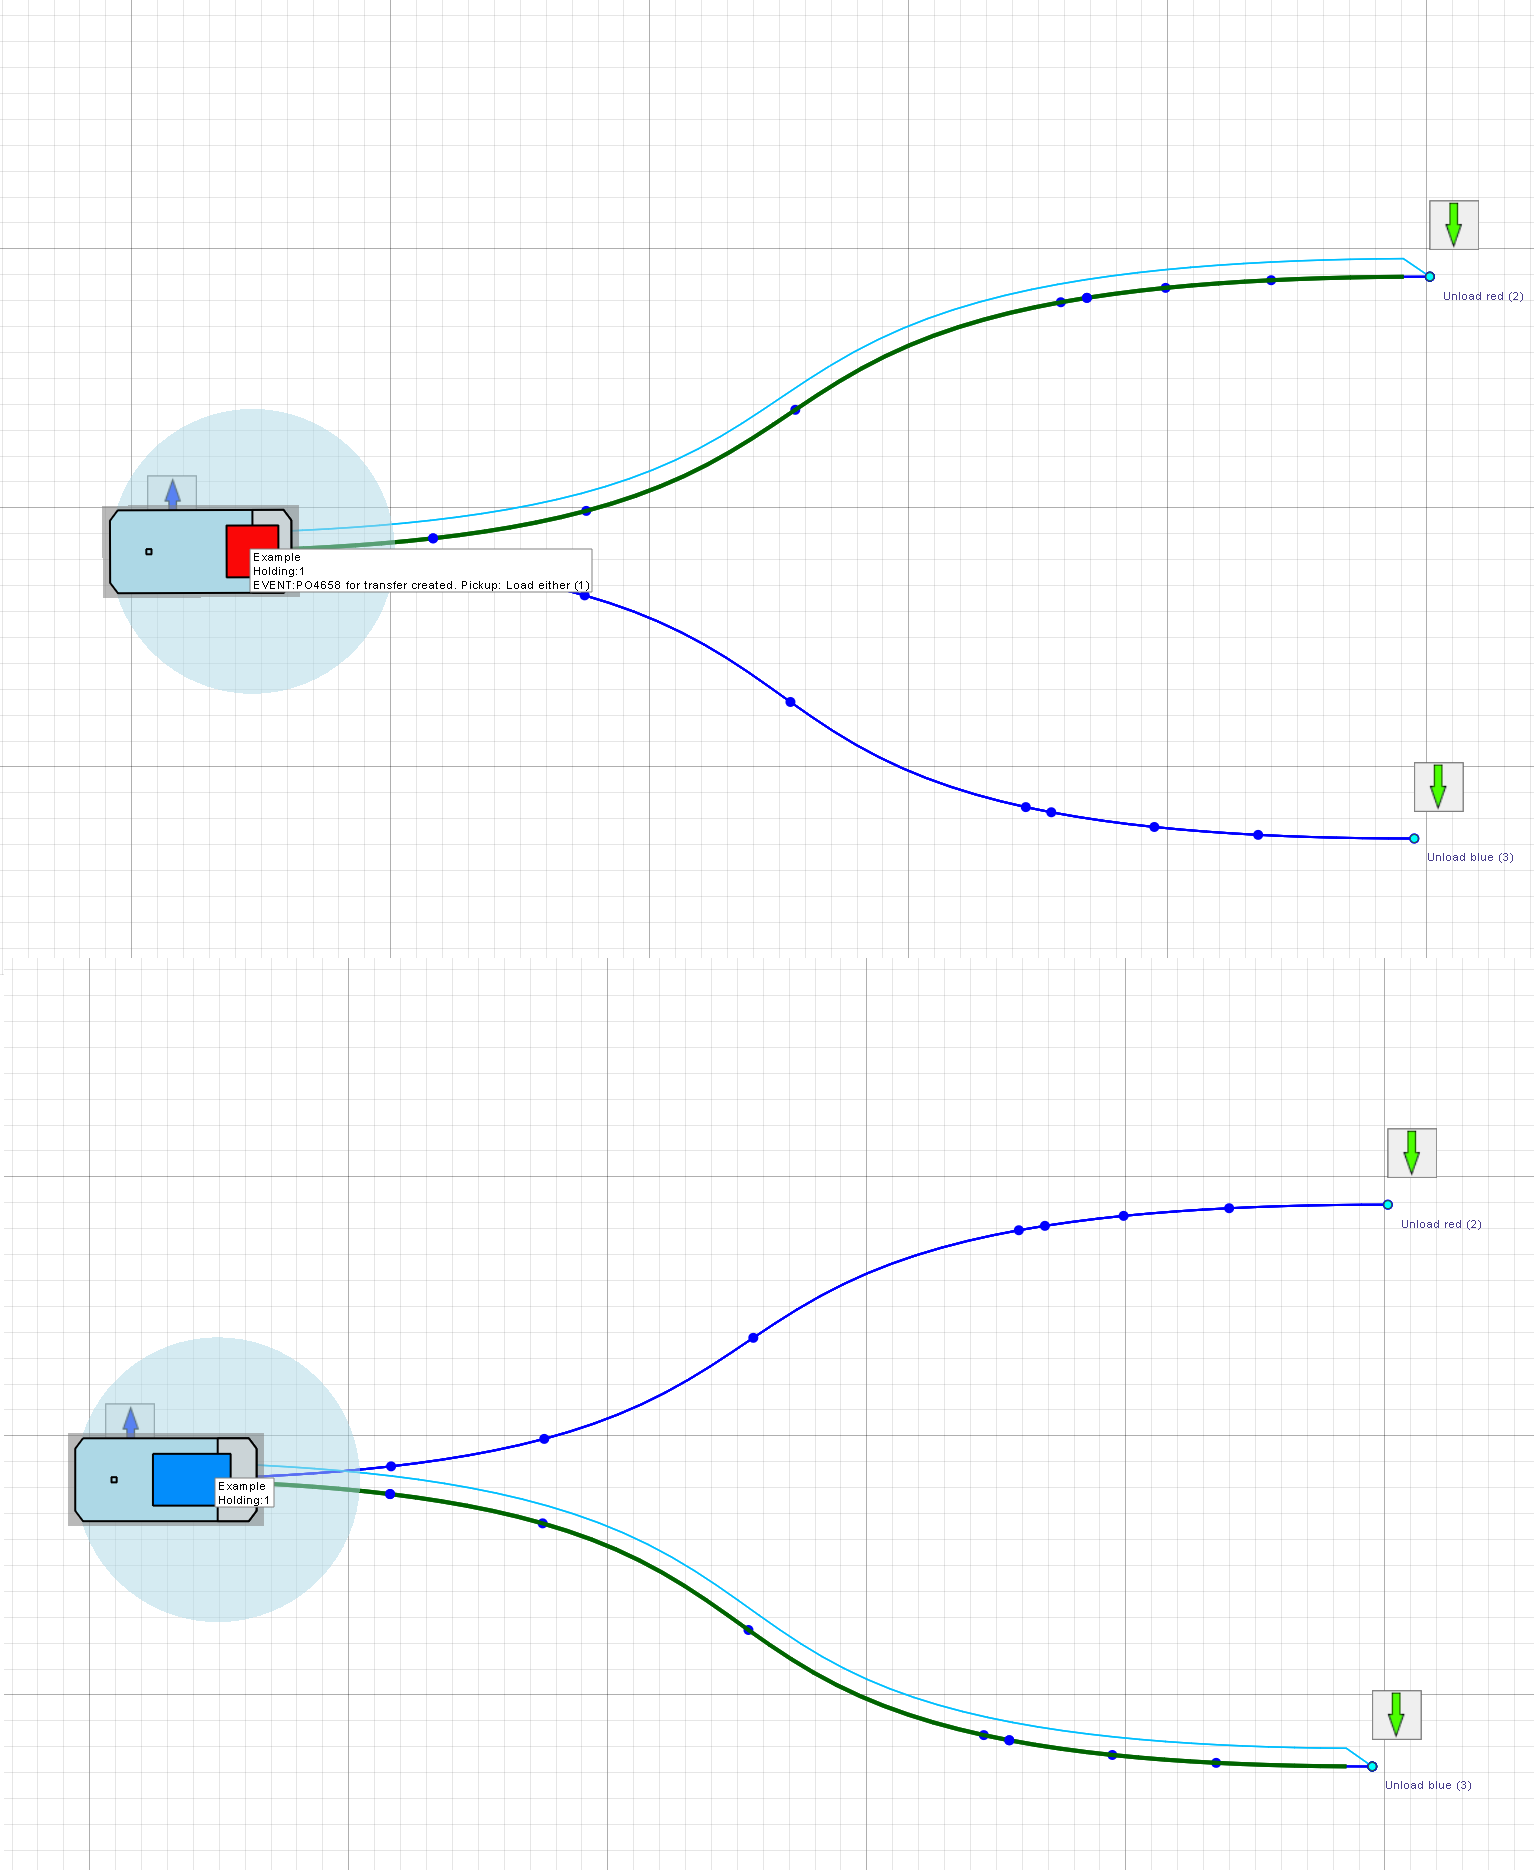 Unload red (2)
Example
Holding:1
EVENT:PO4658 for transfer created. Pickup: Load either (1)
Unload blue (3)
Unload red (2)
Example
Holding:1
Unload blue (3)